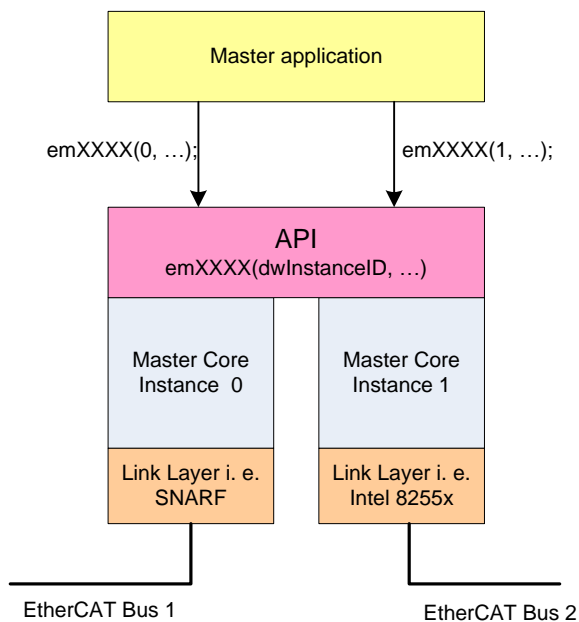 Master application
emXXXX(0, …);
emXXXX(1, …);
API
emXXXX(dwInstanceID, …)
Master Core
Instance 0
Master Core
Instance 1
Link Layer i. e.
SNARF
Link Layer i. e.
Intel 8255x
EtherCAT Bus 1
EtherCAT Bus 2